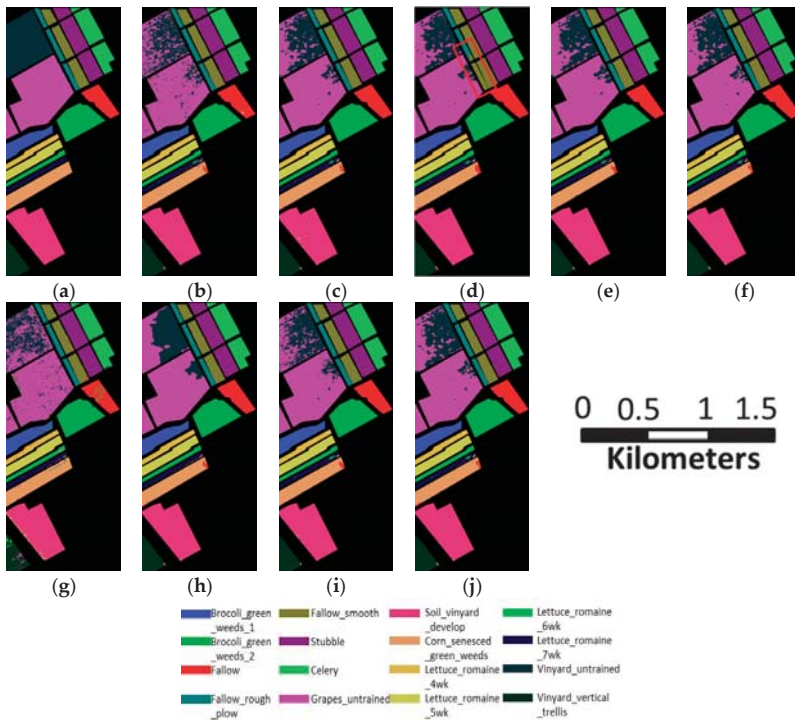 (a)
(b)
(c)
(d)
(e)
(f)
(g)
(h)
(i)
(j)
0 0.5 1 1.5
Kilometers
Brocoli_green
_weeds_1
Brocoli_green
_weeds_2
Fallow
Fallow_rough
_plow
Fallow_smooth
Stubble
Celery
Grapes_untrained
Soil_vinyard
_develop
Corn_senesced
_green_weeds
Lettuce_romaine
_4wk
Lettuce_romaine
_5wk
Lettuce_romaine
_6wk
Lettuce_romaine
_7wk
Vinyard_untrained
Vinyard_vertical
_trellis